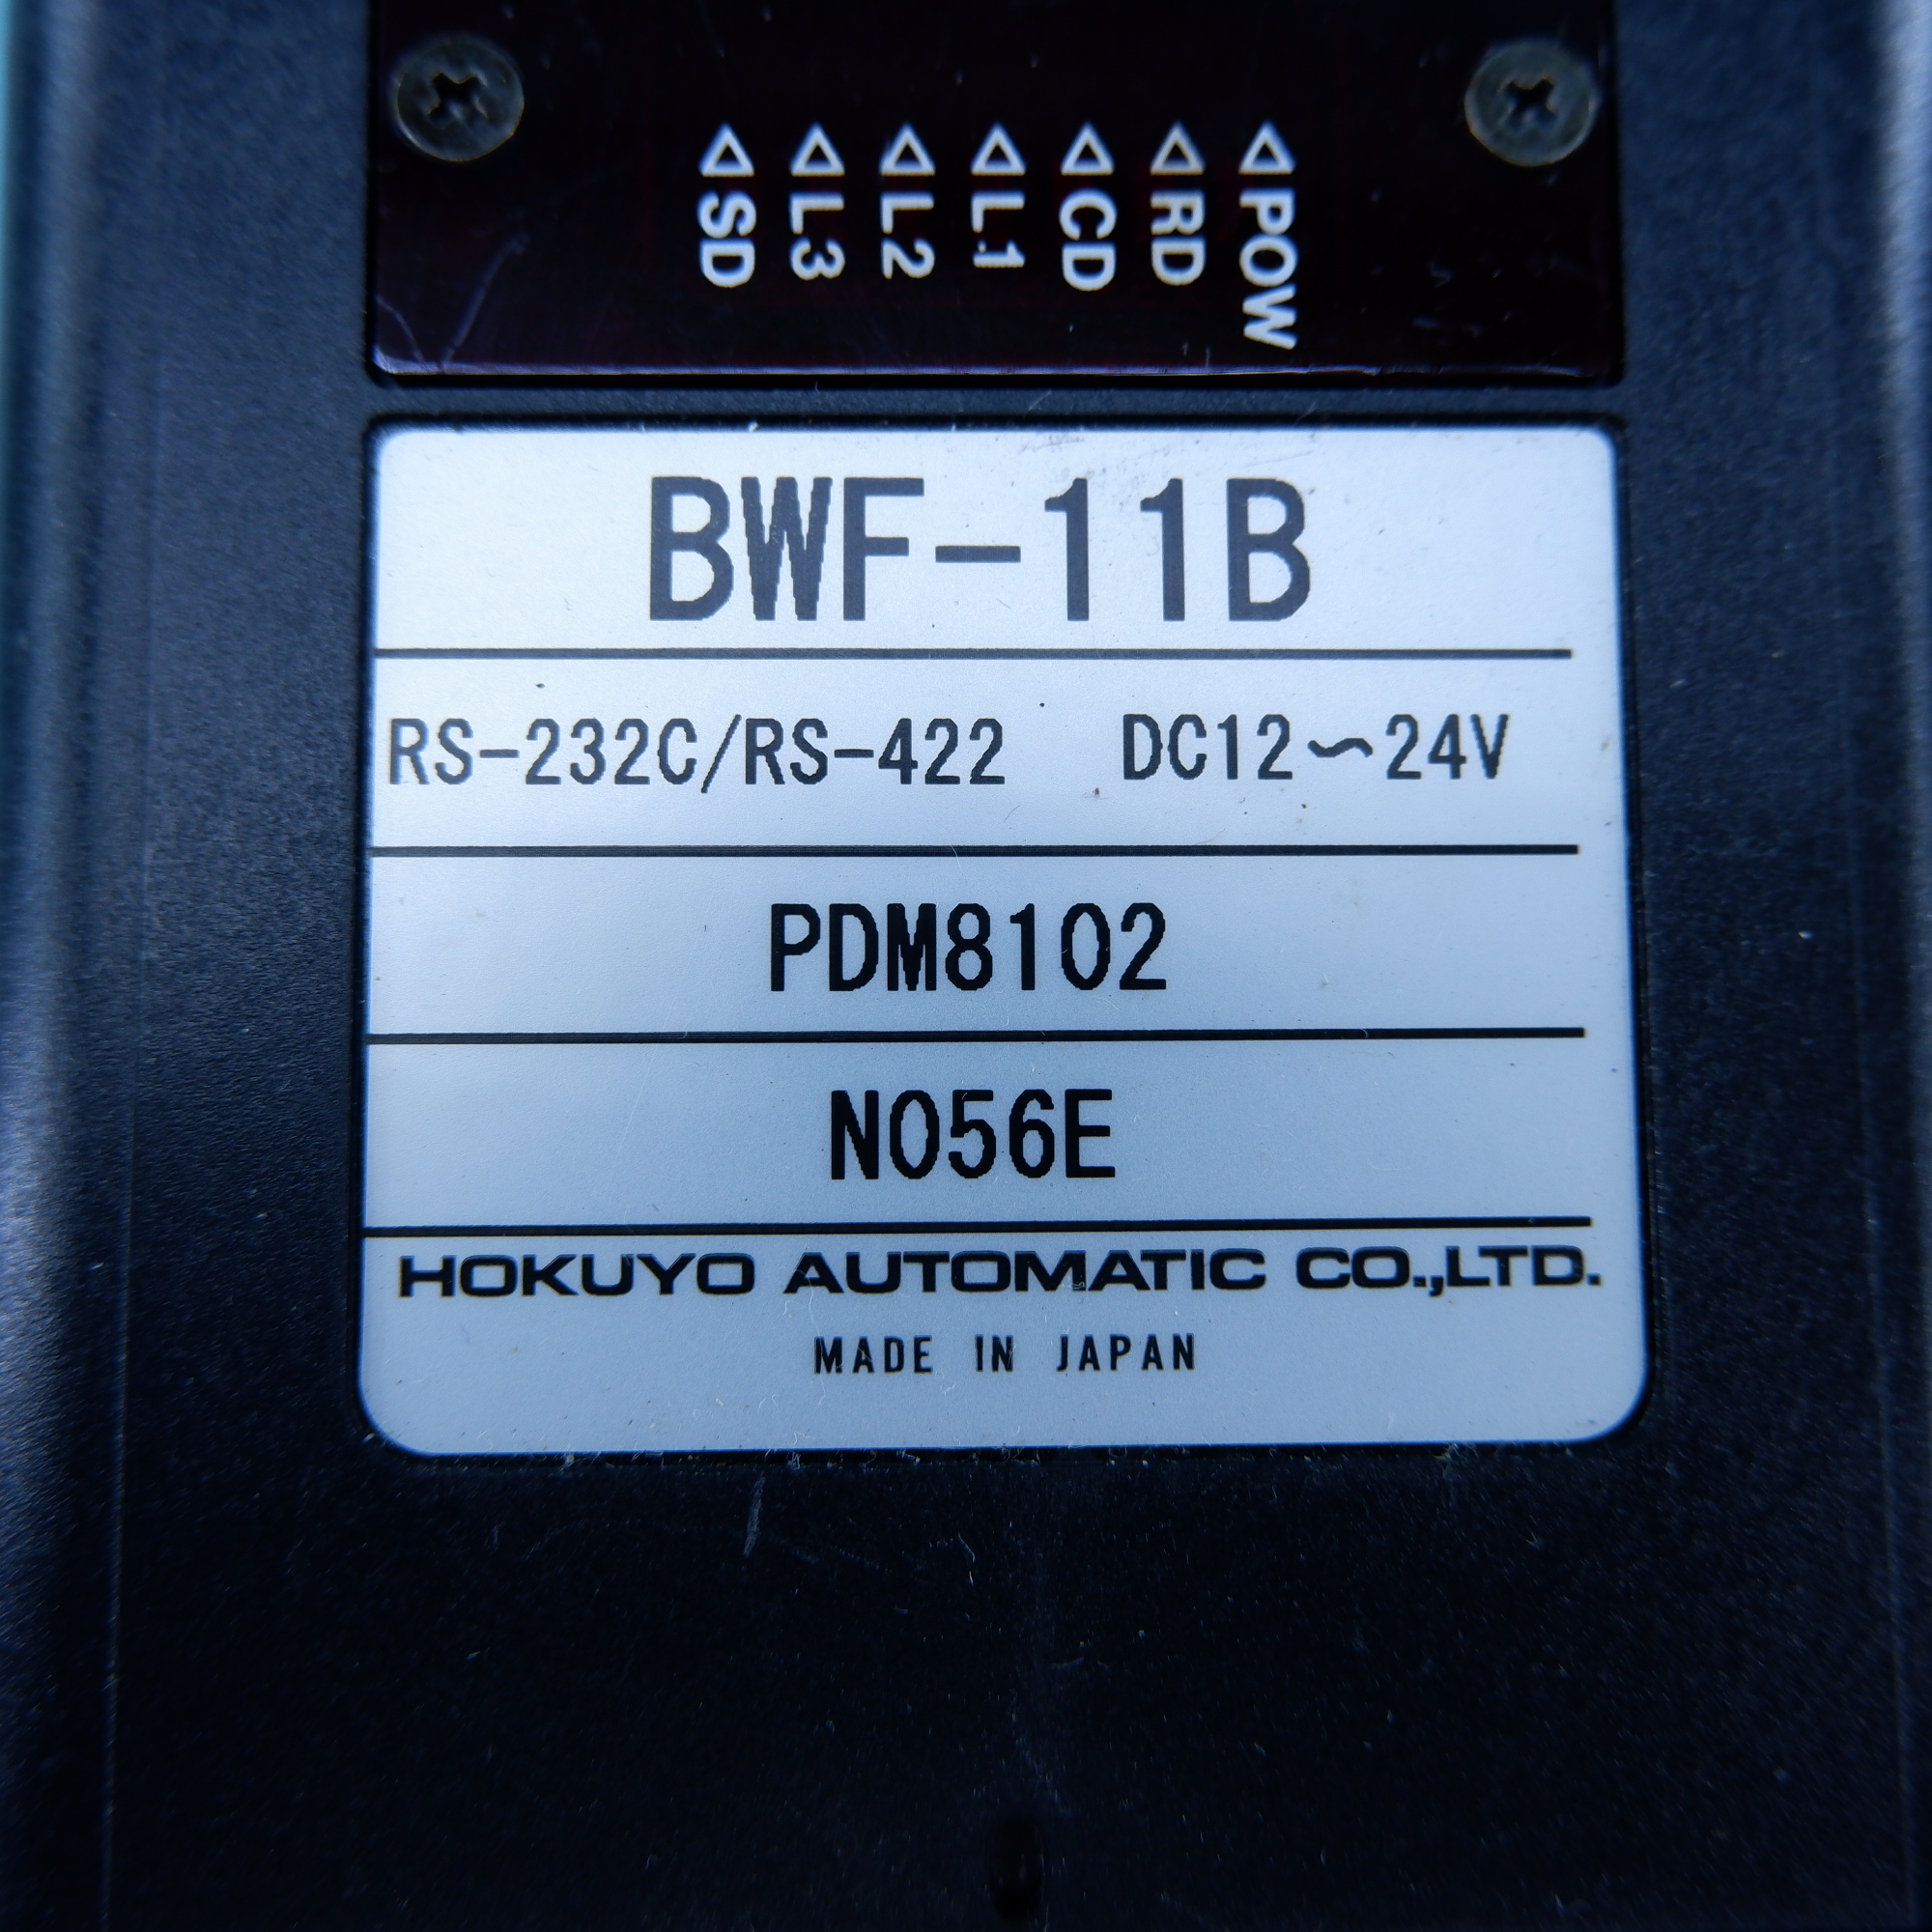 ◁SD
◁L3
◁L2
◁L1
◁CD
◁RD
◁POW
BWF-11B
RS-232C/RS-422 DC12〜24V
PDM8102
N056E
HOKUYO AUTOMATIC CO.,LTD.
MADE IN JAPAN